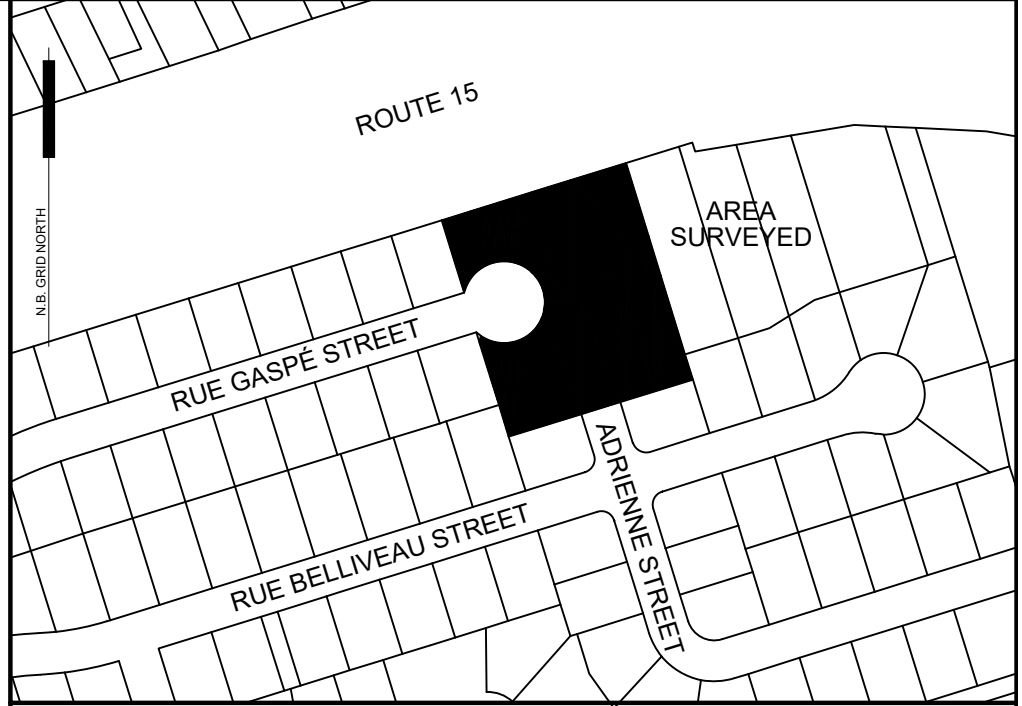 ROUTE 15
N.B. GRID NORTH
AREA
SURVEYED
RUE GASPÉ STREET
ADRIENNE STREET
RUE BELLIVEAU STREET